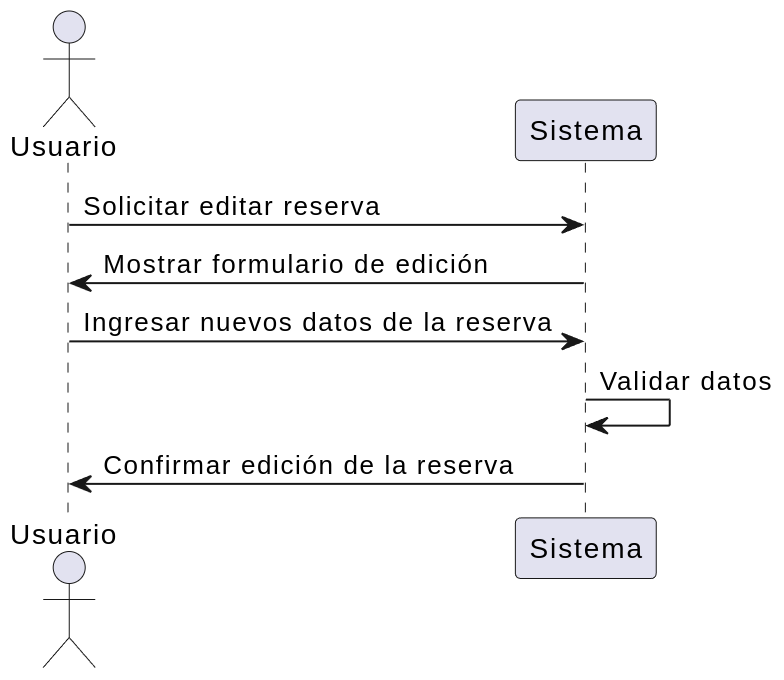 Usuario
Sistema
Solicitar editar reserva
Mostrar formulario de edición
Ingresar nuevos datos de la reserva
Validar datos
Confirmar edición de la reserva
Usuario
Sistema